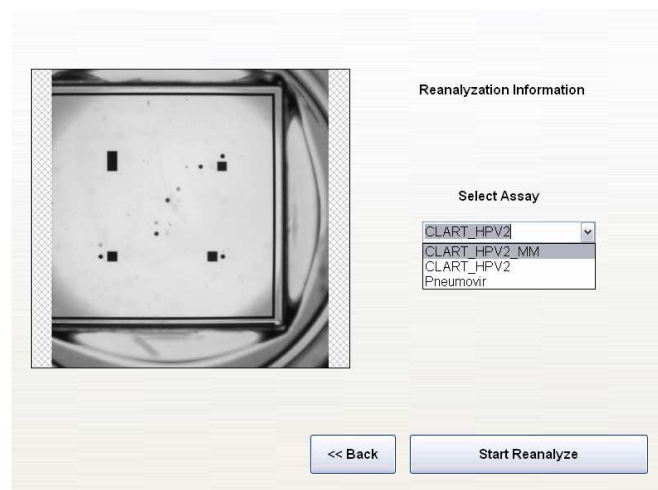 Reanalyzation Information
Select Assay
CLART_HPV2
CLART_HPV2_MM
CLART_HPV2
Pneumovir
<< Back
Start Reanalyze